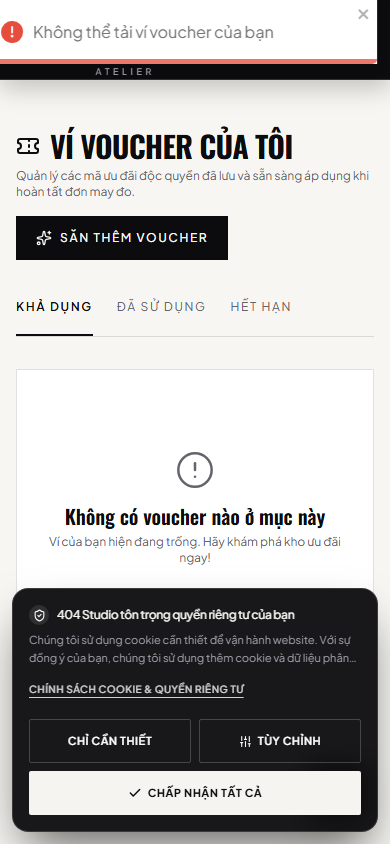 Không thể tải ví voucher của bạn
ATELIER
VÍ VOUCHER CỦA TÔI
Quản lý các mã ưu đãi độc quyền đã lưu và sẵn sàng áp dụng khi
hoàn tất đơn may đo.
SĂN THÊM VOUCHER
KHẢ DỤNG ĐÃ SỬ DỤNG HẾT HẠN
Không có voucher nào ở mục này
Ví của bạn hiện đang trống. Hãy khám phá kho ưu đãi
ngay!
404 Studio tôn trọng quyền riêng tư của bạn
Chúng tôi sử dụng cookie cần thiết để vận hành website. Với sự
đồng ý của bạn, chúng tôi sử dụng thêm cookie và dữ liệu phân...
CHÍNH SÁCH COOKIE & QUYỀN RIÊNG TƯ
CHỈ CẦN THIẾT TÙY CHỈNH
CHẤP NHẬN TẤT CẢ